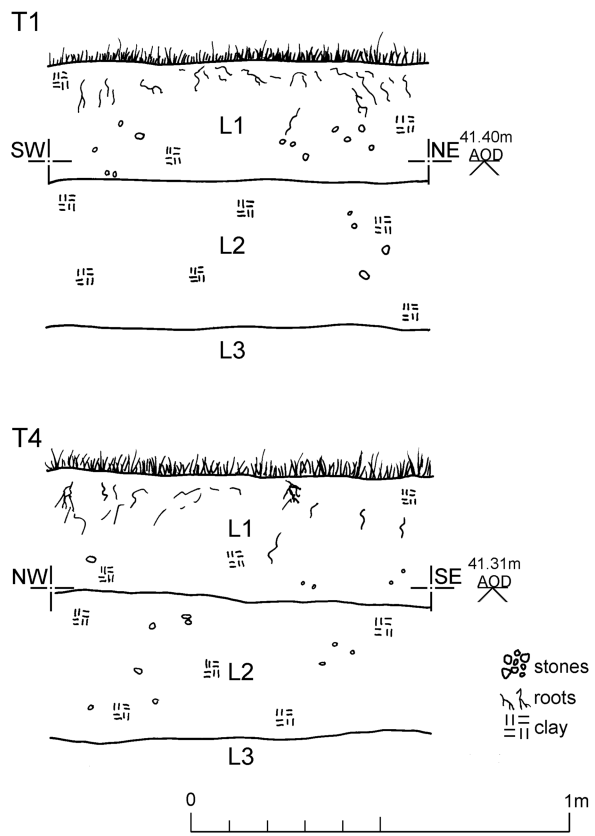 T1
L1
SW
NE
41.40m
AOD
L2
L3
T4
L1
NW
SE
41.31m
AOD
L2
L3
stones
roots
clay
0
1m